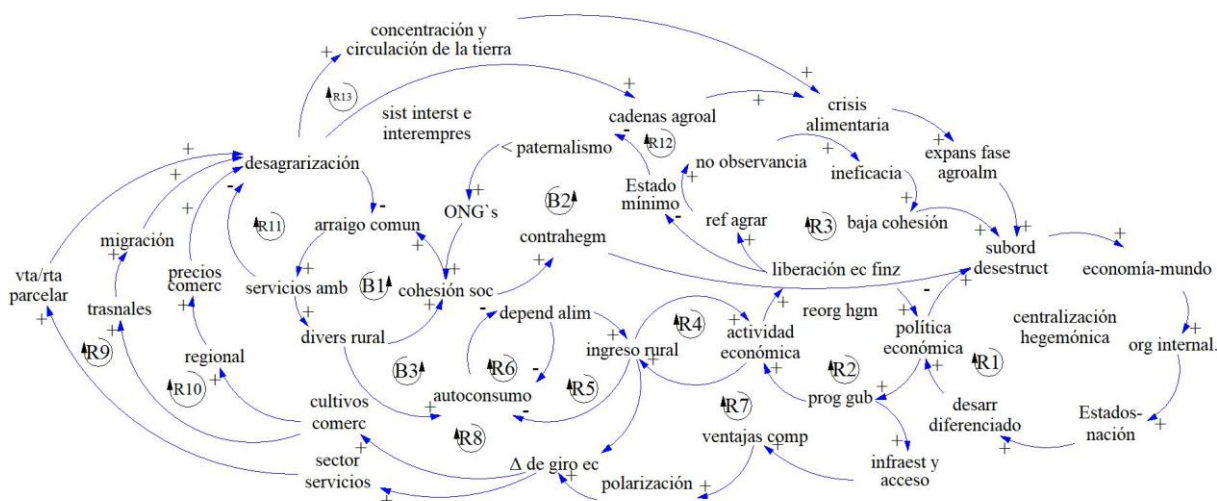 concentración y
circulación de la tierra
R13
sist interst e
interempres
cadenas agroal
crisis
alimentaria
R12
desagrarización
< paternalismo
no observancia
ineficacia
expans fase
agroalm
Estado
mínimo
B2
R11
arraigo comun
ONG`s
contrahegm
ref agrar
R3
baja cohesión
subord
desestruct
migración
vta/rta
parcelar
precios
comerc
servicios amb
B1
cohesión soc
liberación ec finz
economía-mundo
trasnales
divers rural
depend alim
reorg hgm
R4
actividad
económica
política
económica
centralización
hegemónica
R9
regional
ingreso rural
R2
R1
org internal.
R10
B3
R6
R5
autoconsumo
prog gub
desarr
diferenciado
Estados-
nación
cultivos
comerc
R8
R7
ventajas comp
infraest y
acceso
sector
servicios
Δ de giro ec
polarización